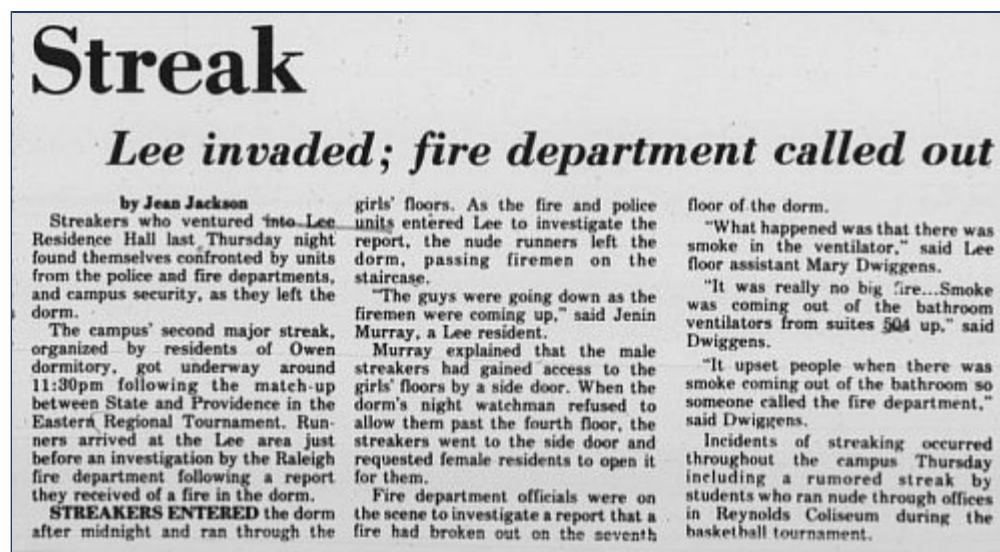 Streak
Lee invaded; fire department called out
by Jean Jackson
Streakers who ventured into Lee
Residence Hall last Thursday night
found themselves confronted by units
from the police and fire departments,
and campus security, as they left the
dorm.
The campus' second major streak,
organized by residents of Owen
dormitory, got underway around
11:30pm following the match-up
between State and Providence in the
Eastern Regional Tournament. Run-
ners arrived at the Lee area just
before an investigation by the Raleigh
fire department following a report
they received of a fire in the dorm.
STREAKERS ENTERED the dorm
after midnight and ran through the
girls' floors. As the fire and police
units entered Lee to investigate the
report, the nude runners left the
dorm, passing firemen on the
staircase.
"The guys were going down as the
firemen were coming up," said Jenin
Murray, a Lee resident.
Murray explained that the male
streakers had gained access to the
girls' floors by a side door. When the
dorm's night watchman refused to
allow them past the fourth floor, the
streakers went to the side door and
requested female residents to open it
for them.
Fire department officials were on
the scene to investigate a report that a
fire had broken out on the seventh
floor of the dorm.
"What happened was that there was
smoke in the ventilator," said Lee
floor assistant Mary Dwiggens.
"It was really no big fire...Smoke
was coming out of the bathroom
ventilators from suites 504 up," said
Dwiggens.
"It upset people when there was
smoke coming out of the bathroom so
someone called the fire department,"
said Dwiggens.
Incidents of streaking occurred
throughout the campus Thursday
including a rumored streak by
students who ran nude through offices
in Reynolds Coliseum during the
basketball tournament.